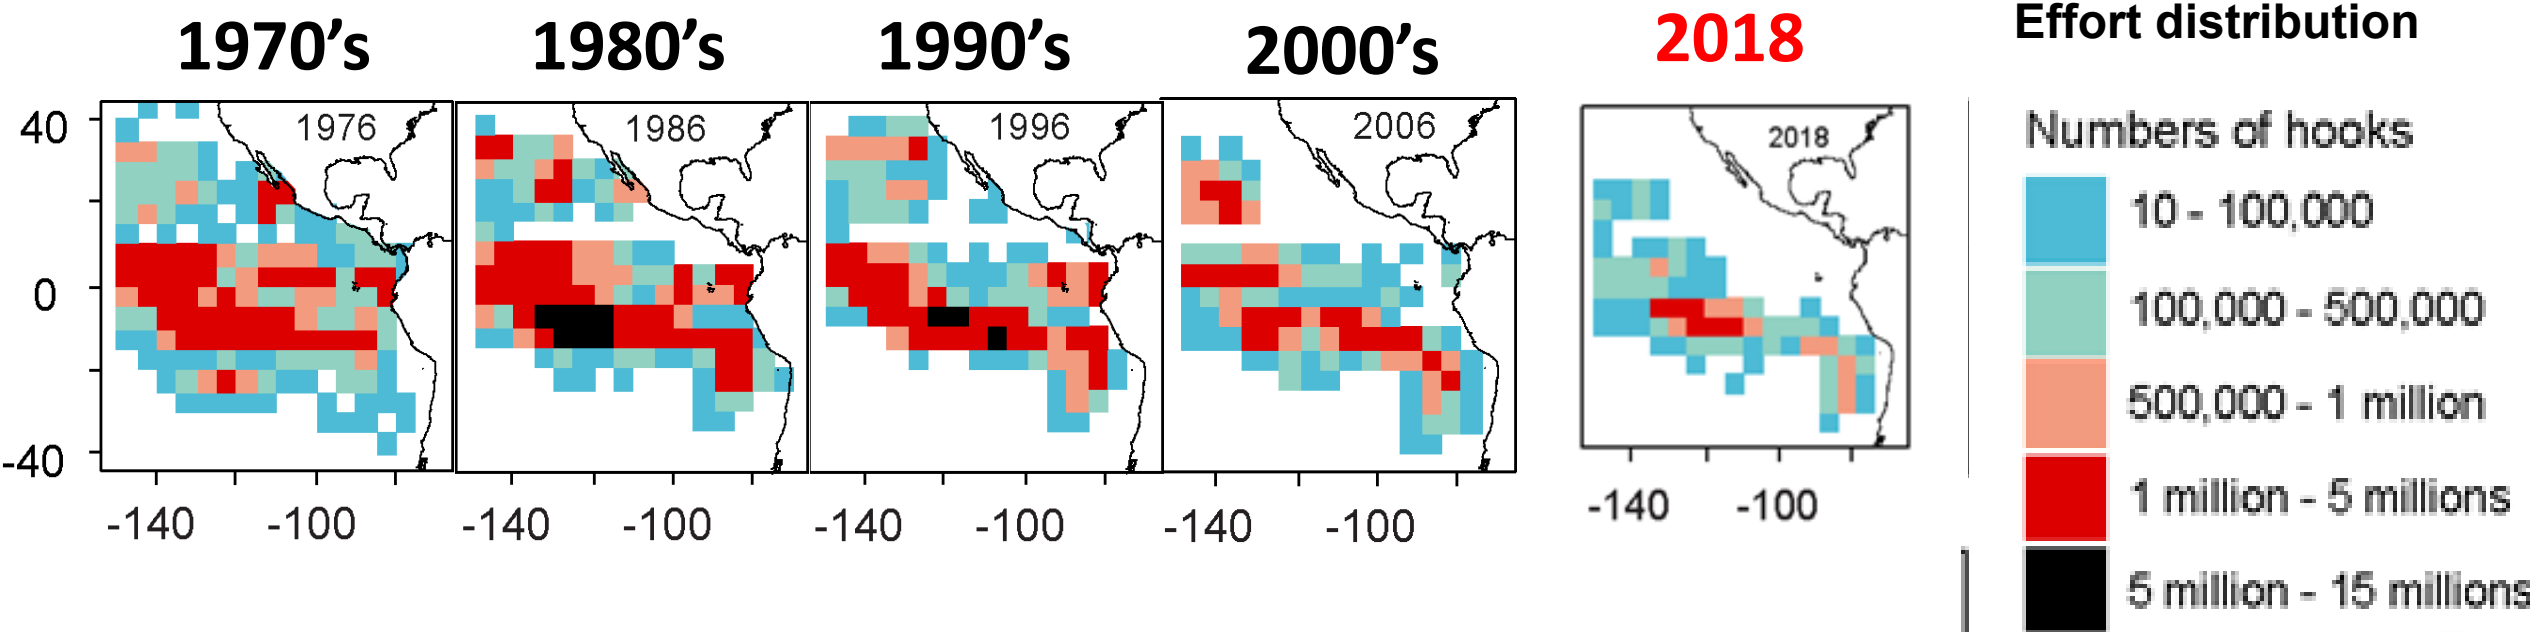 1970’s 1980’s 1990’s 2000’s 2018 Effort distribution
1976 1986 1996 2006 2018
40
0
-40
-140 -100 -140 -100 -140 -100 -140 -100 -140 -100
Numbers of hooks
10 - 100,000
100,000 - 500,000
500,000 - 1 million
1 million - 5 millions
5 million - 15 millions